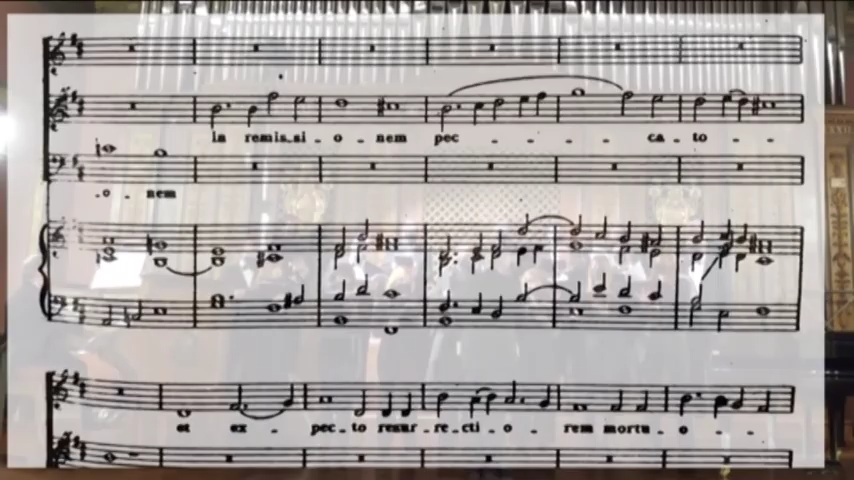 in remis.si - o - nem pec - - - - ca - to - -
-o - nem
et ex - pec - to resur - re - cti - o - rem mortu - o - -